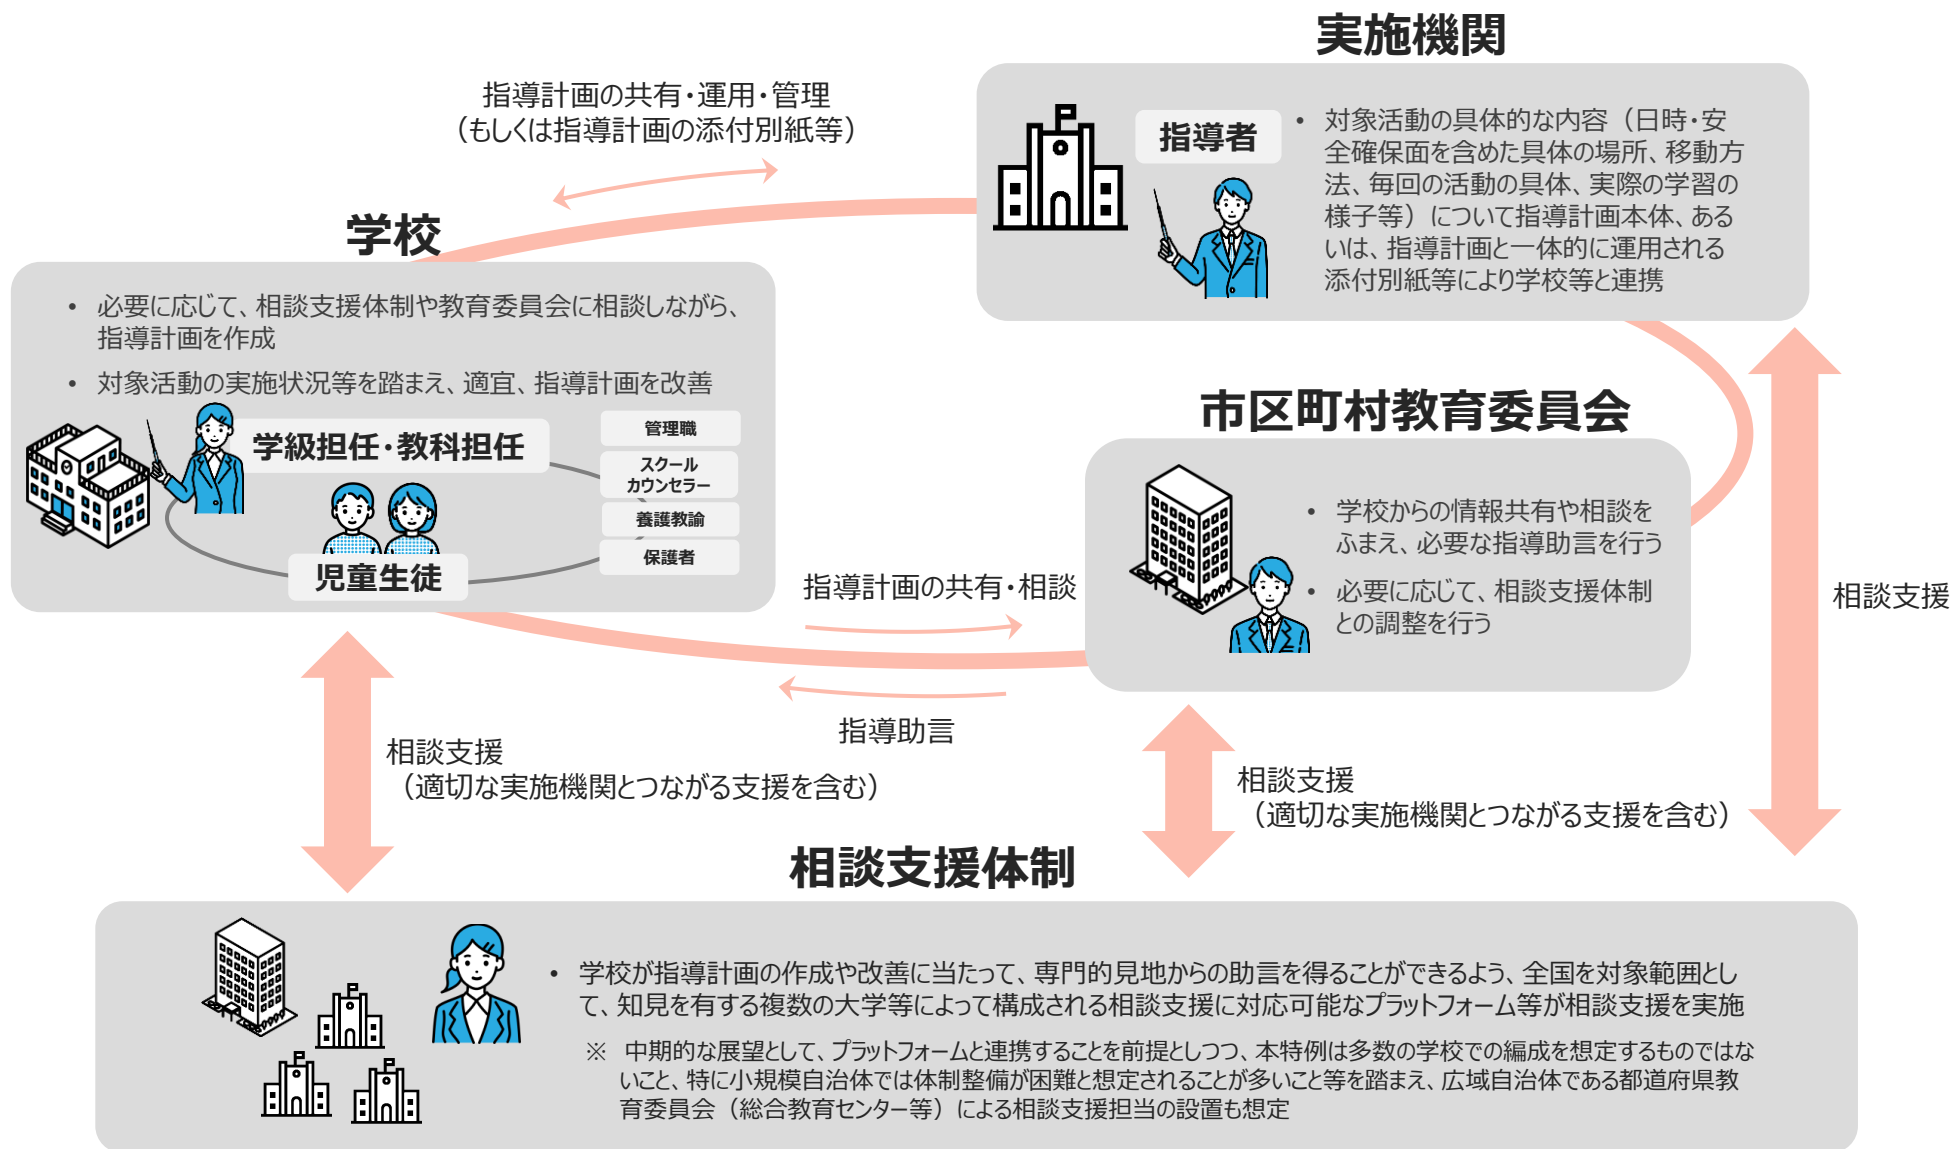 実施機関
指導計画の共有・運用・管理
（もしくは指導計画の添付別紙等）
指導者
• 対象活動の具体的な内容（日時・安
全確保面を含めた具体の場所、移動方
法、毎回の活動の具体、実際の学習の
様子等）について指導計画本体、ある
いは、指導計画と一体的に運用される
添付別紙等により学校等と連携
学校
• 必要に応じて、相談支援体制や教育委員会に相談しながら、
指導計画を作成
• 対象活動の実施状況等を踏まえ、適宜、指導計画を改善
学級担任・教科担任
管理職
スクール
カウンセラー
養護教諭
保護者
児童生徒
市区町村教育委員会
• 学校からの情報共有や相談を
ふまえ、必要な指導助言を行う
• 必要に応じて、相談支援体制
との調整を行う
指導計画の共有・相談
指導助言
相談支援
相談支援
（適切な実施機関とつながる支援を含む）
相談支援
（適切な実施機関とつながる支援を含む）
相談支援体制
• 学校が指導計画の作成や改善に当たって、専門的見地からの助言を得ることができるよう、全国を対象範囲とし
て、知見を有する複数の大学等によって構成される相談支援に対応可能なプラットフォーム等が相談支援を実施
※ 中期的な展望として、プラットフォームと連携することを前提としつつ、本特例は多数の学校での編成を想定するものではな
いこと、特に小規模自治体では体制整備が困難と想定されることが多いこと等を踏まえ、広域自治体である都道府県教
育委員会（総合教育センター等）による相談支援担当の設置も想定